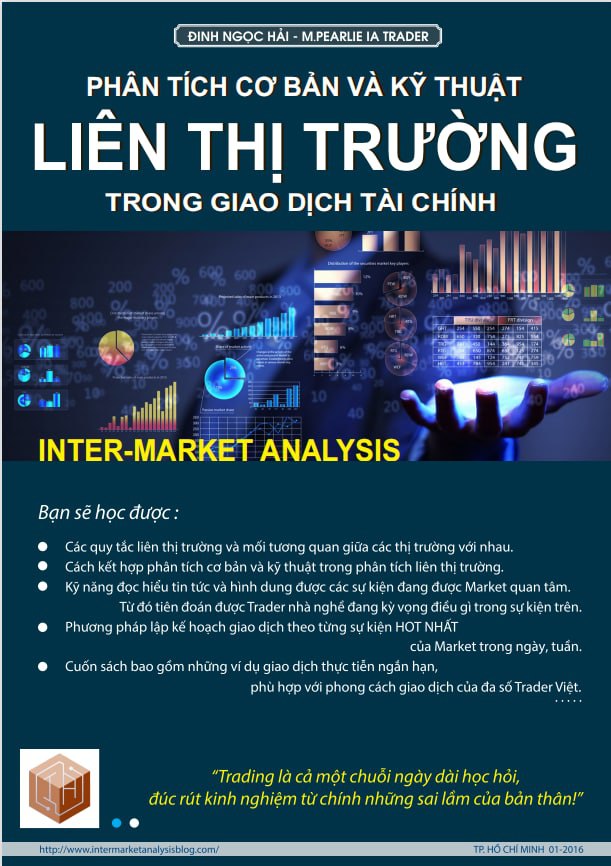 ĐINH NGỌC HẢI - M.PEARLIE IA TRADER
PHÂN TÍCH CƠ BẢN VÀ KỸ THUẬT
LIÊN THỊ TRƯỜNG
TRONG GIAO DỊCH TÀI CHÍNH
Distribution of the securities market key players
INTER-MARKET ANALYSIS
Bạn sẽ học được :
Các quy tắc liên thị trường và mối tương quan giữa các thị trường với nhau.
Cách kết hợp phân tích cơ bản và kỹ thuật trong phân tích liên thị trường.
Kỹ năng đọc hiểu tin tức và hình dung được các sự kiện đang được Market quan tâm.
Từ đó tiên đoán được Trader nhà nghề đang kỳ vọng điều gì trong sự kiện trên.
Phương pháp lập kế hoạch giao dịch theo từng sự kiện HOT NHẤT
của Market trong ngày, tuần.
Cuốn sách bao gồm những ví dụ giao dịch thực tiễn ngắn hạn,
phù hợp với phong cách giao dịch của đa số Trader Việt.
.....
“Trading là cả một chuỗi ngày dài học hỏi,
đúc rút kinh nghiệm từ chính những sai lầm của bản thân!”
http://www.intermarketanalysisblog.com/
TP. HỒ CHÍ MINH 01-2016